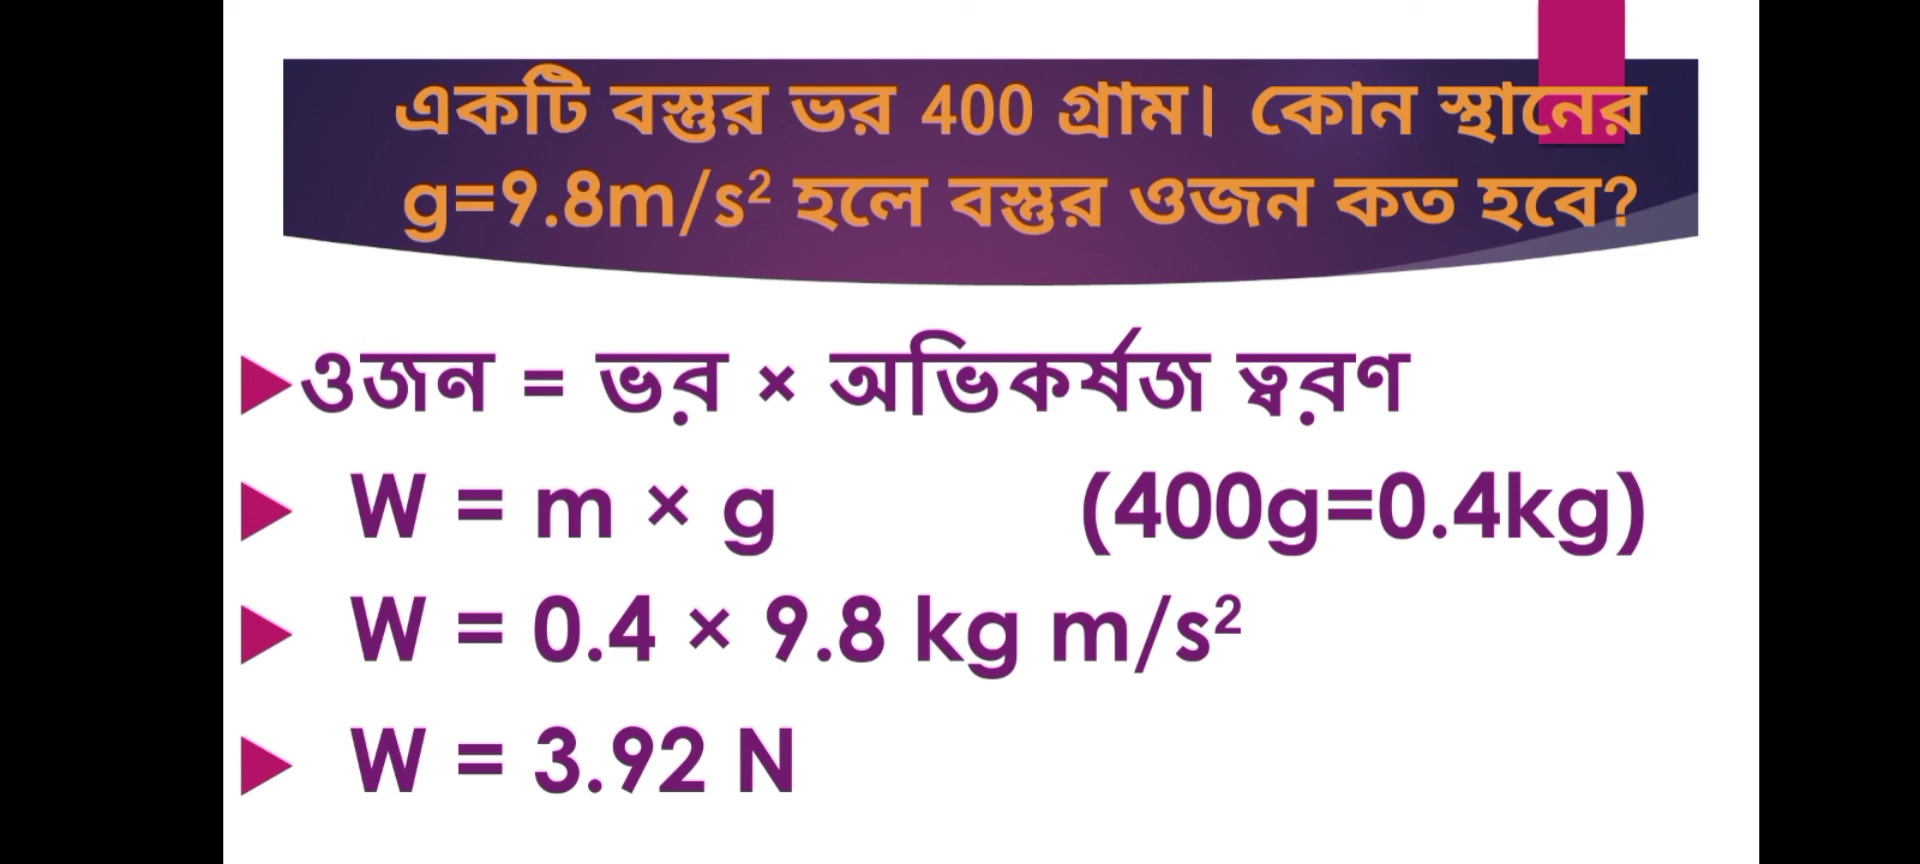 একটি বস্তুর ভর 400 গ্রাম। কোন স্থানের
g=9.8m/s² হলে বস্তুর ওজন কত হবে?
ওজন = ভর × অভিকর্ষজ ত্বরণ
W = m × g (400g=0.4kg)
W = 0.4 × 9.8 kg m/s²
W = 3.92 N